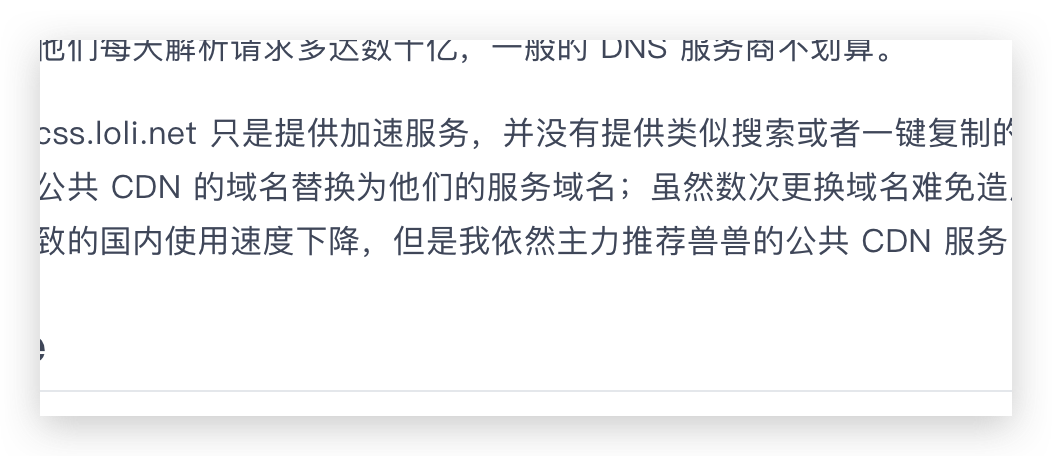 他们每天解析请求多达数十亿，一般的 DNS 服务商不划算。
css.loli.net 只是提供加速服务，并没有提供类似搜索或者一键复制的
公共 CDN 的域名替换为他们的服务域名；虽然数次更换域名难免造
致的国内使用速度下降，但是我依然主力推荐兽兽的公共 CDN 服务
e